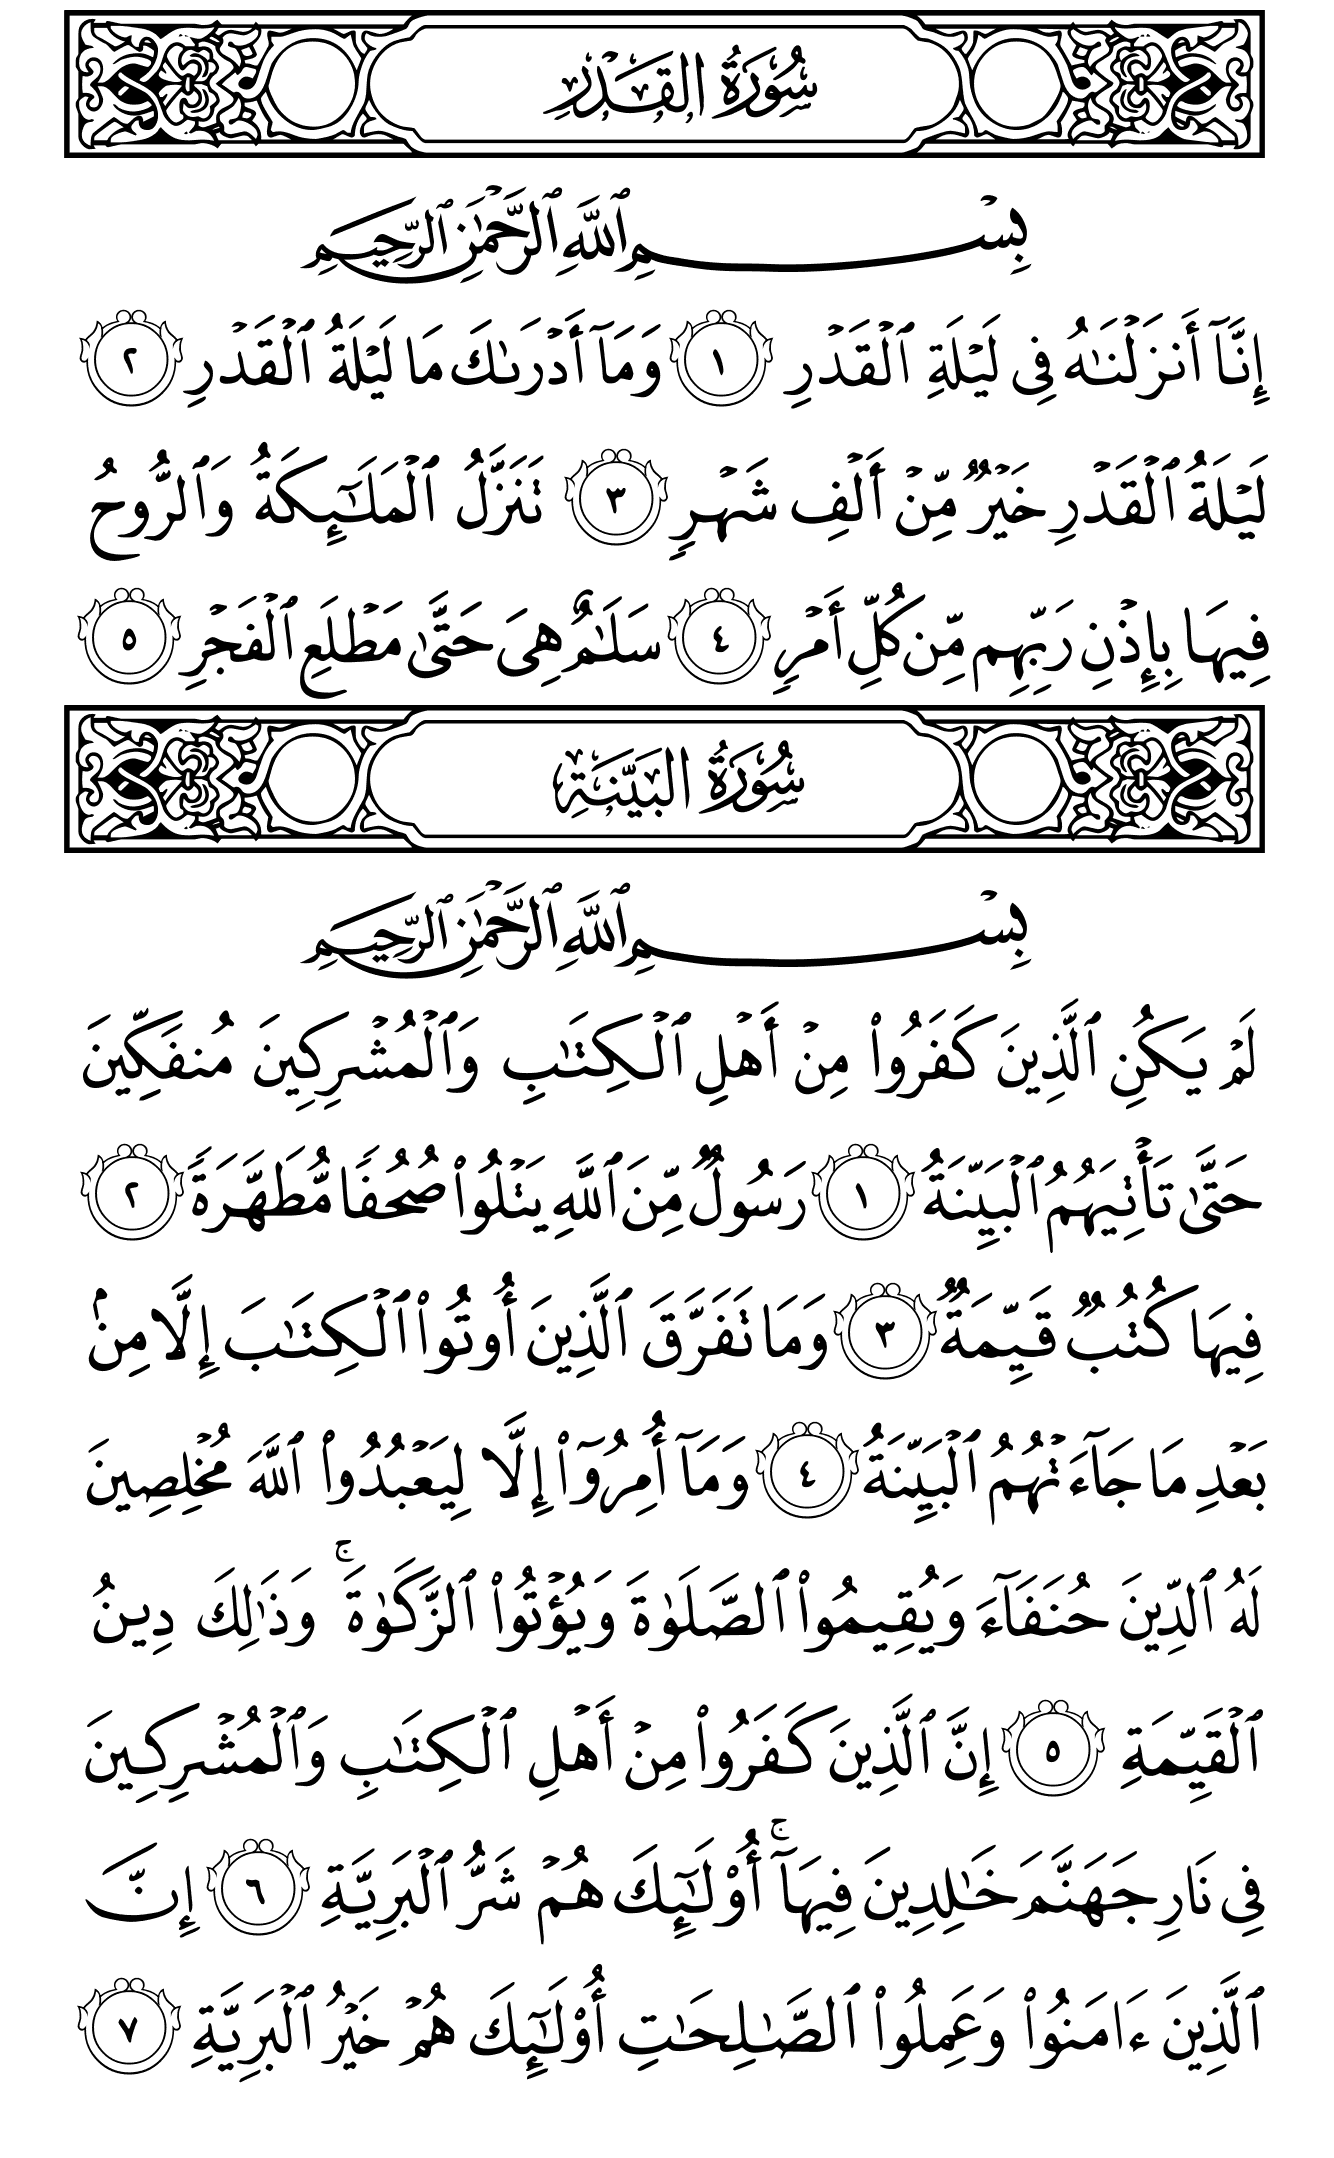 سُورَةُ القَدْرِ
بِسْمِ ٱللَّهِ ٱلرَّحْمَٰنِ ٱلرَّحِيمِ
إِنَّآ أَنزَلْنَٰهُ فِى لَيْلَةِ ٱلْقَدْرِ ١ وَمَآ أَدْرَىٰكَ مَا لَيْلَةُ ٱلْقَدْرِ ٢
لَيْلَةُ ٱلْقَدْرِ خَيْرٌ مِّنْ أَلْفِ شَهْرٍ ٣ تَنَزَّلُ ٱلْمَلَٰٓئِكَةُ وَٱلرُّوحُ
فِيهَا بِإِذْنِ رَبِّهِم مِّن كُلِّ أَمْرٍ ٤ سَلَٰمٌ هِىَ حَتَّىٰ مَطْلَعِ ٱلْفَجْرِ ٥
سُورَةُ البَيِّنَةِ
بِسْمِ ٱللَّهِ ٱلرَّحْمَٰنِ ٱلرَّحِيمِ
لَمْ يَكُنِ ٱلَّذِينَ كَفَرُوا۟ مِنْ أَهْلِ ٱلْكِتَٰبِ وَٱلْمُشْرِكِينَ مُنفَكِّينَ
حَتَّىٰ تَأْتِيَهُمُ ٱلْبَيِّنَةُ ١ رَسُولٌ مِّنَ ٱللَّهِ يَتْلُوا۟ صُحُفًا مُّطَهَّرَةً ٢
فِيهَا كُتُبٌ قَيِّمَةٌ ٣ وَمَا تَفَرَّقَ ٱلَّذِينَ أُوتُوا۟ ٱلْكِتَٰبَ إِلَّا مِنۢ
بَعْدِ مَا جَآءَتْهُمُ ٱلْبَيِّنَةُ ٤ وَمَآ أُمِرُوٓا۟ إِلَّا لِيَعْبُدُوا۟ ٱللَّهَ مُخْلِصِينَ
لَهُ ٱلدِّينَ حُنَفَآءَ وَيُقِيمُوا۟ ٱلصَّلَوٰةَ وَيُؤْتُوا۟ ٱلزَّكَوٰةَ ۚ وَذَٰلِكَ دِينُ
ٱلْقَيِّمَةِ ٥ إِنَّ ٱلَّذِينَ كَفَرُوا۟ مِنْ أَهْلِ ٱلْكِتَٰبِ وَٱلْمُشْرِكِينَ
فِى نَارِ جَهَنَّمَ خَٰلِدِينَ فِيهَآ ۚ أُو۟لَٰٓئِكَ هُمْ شَرُّ ٱلْبَرِيَّةِ ٦ إِنَّ
ٱلَّذِينَ ءَامَنُوا۟ وَعَمِلُوا۟ ٱلصَّٰلِحَٰتِ أُو۟لَٰٓئِكَ هُمْ خَيْرُ ٱلْبَرِيَّةِ ٧